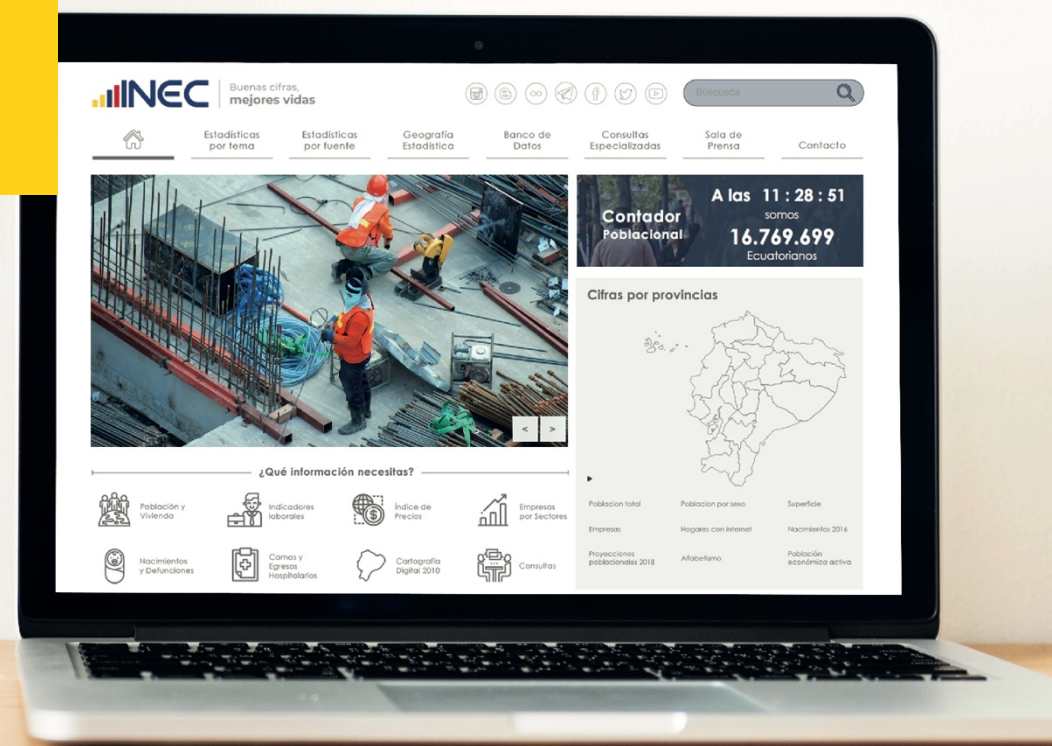 INEC
Buenas cifras,
mejores vidas
Búsqueda
Estadísticas
por tema
Estadísticas
por fuente
Geografía
Estadística
Banco de
Datos
Consultas
Especializadas
Sala de
Prensa
Contacto
Contador
Poblacional
A las 11 : 28 : 51
somos
16.769.699
Ecuatorianos
< >
Cifras por provincias
¿Qué información necesitas?
Población y
Vivienda
Indicadores
laborales
Índice de
Precios
Empresas
por Sectores
Nacimientos
y Defunciones
Camas y
Egresos
Hospitalarios
Cartografía
Digital 2010
Consultas
Poblacion total
Poblacion por sexo
Superficie
Empresas
Hogares con internet
Nacimientos 2016
Proyecciones
poblacionales 2018
Alfabetismo
Población
económica activa